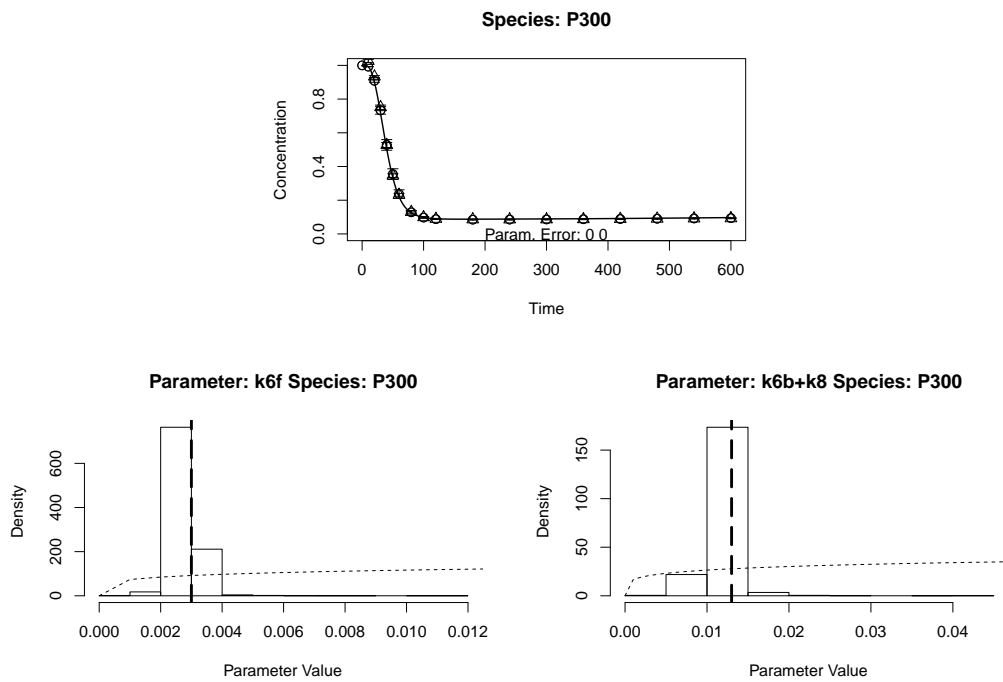 Species: P300
Concentration
0.0 0.4 0.8
Param. Error: 0 0
0 100 200 300 400 500 600
Time
Parameter: k6f Species: P300
Density
0 200 400 600
0.000 0.002 0.004 0.006 0.008 0.010 0.012
Parameter Value
Parameter: k6b+k8 Species: P300
Density
0 50 100 150
0.00 0.01 0.02 0.03 0.04
Parameter Value